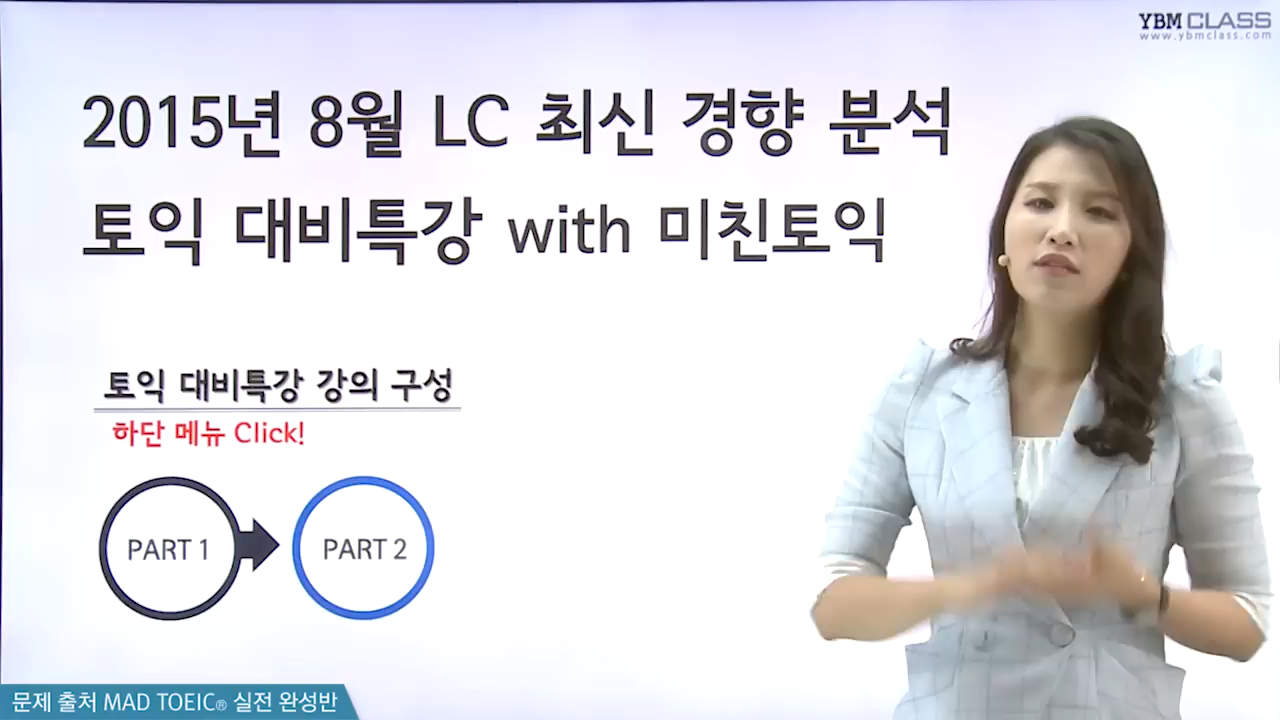 YBM CLASS
www.ybmclass.com
2015년 8월 LC 최신 경향 분석
토익 대비특강 with 미친토익
토익 대비특강 강의 구성
하단 메뉴 Click!
PART 1
PART 2
문제 출처 MAD TOEIC® 실전 완성반